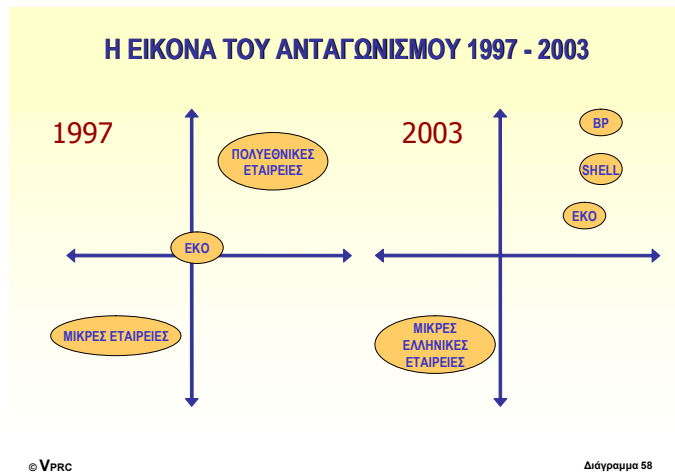 Η ΕΙΚΟΝΑ ΤΟΥ ΑΝΤΑΓΩΝΙΣΜΟΥ 1997 - 2003
1997
ΠΟΛΥΕΘΝΙΚΕΣ
ΕΤΑΙΡΕΙΕΣ
ΕΚΟ
ΜΙΚΡΕΣ ΕΤΑΙΡΕΙΕΣ
2003
BP
SHELL
ΕΚΟ
ΜΙΚΡΕΣ
ΕΛΛΗΝΙΚΕΣ
ΕΤΑΙΡΕΙΕΣ
© VPRC
Διάγραμμα 58